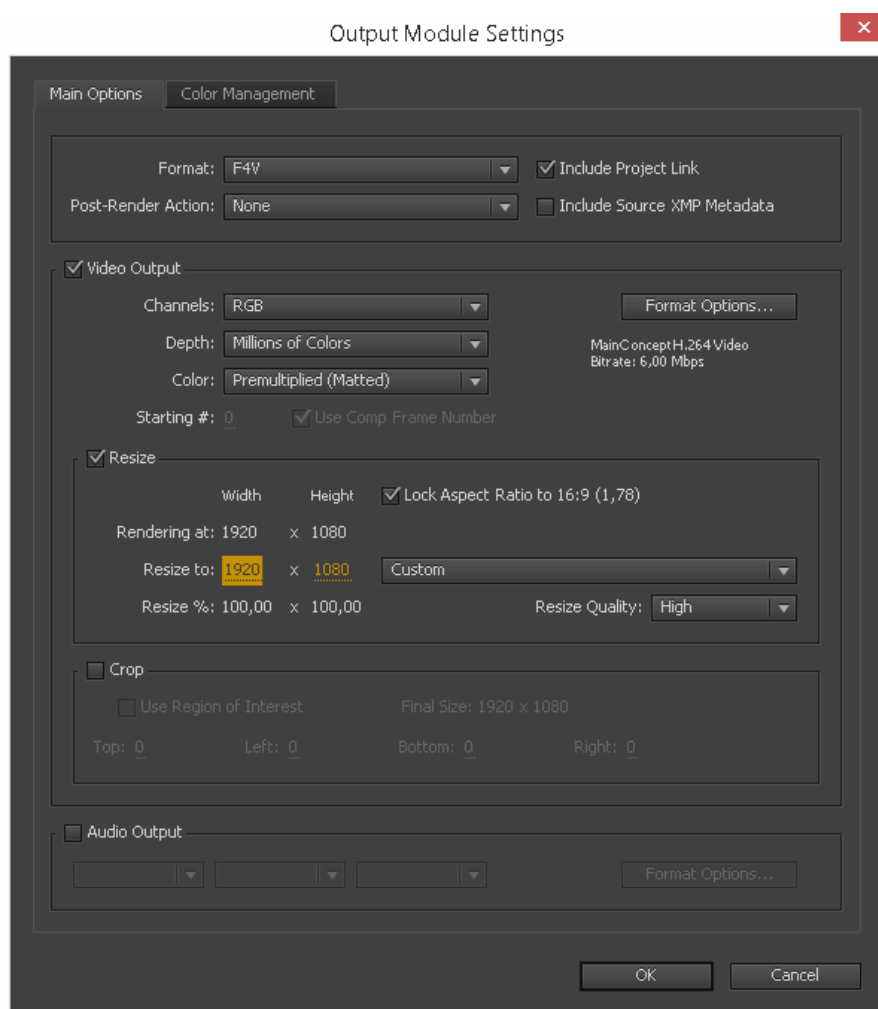 Output Module Settings
Main Options Color Management
Format: F4V Include Project Link
Post-Render Action: None Include Source XMP Metadata
Video Output
Channels: RGB Format Options...
Depth: Millions of Colors MainConcept H.264 Video
Color: Premultiplied (Matted) Bitrate: 6,00 Mbps
Starting #: 0 Use Comp Frame Number
Resize
Width Height Lock Aspect Ratio to 16:9 (1,78)
Rendering at: 1920 x 1080
Resize to: 1920 x 1080 Custom
Resize %: 100,00 x 100,00 Resize Quality: High
Crop
Use Region of Interest Final Size: 1920 x 1080
Top: 0 Left: 0 Bottom: 0 Right: 0
Audio Output
Format Options...
OK Cancel